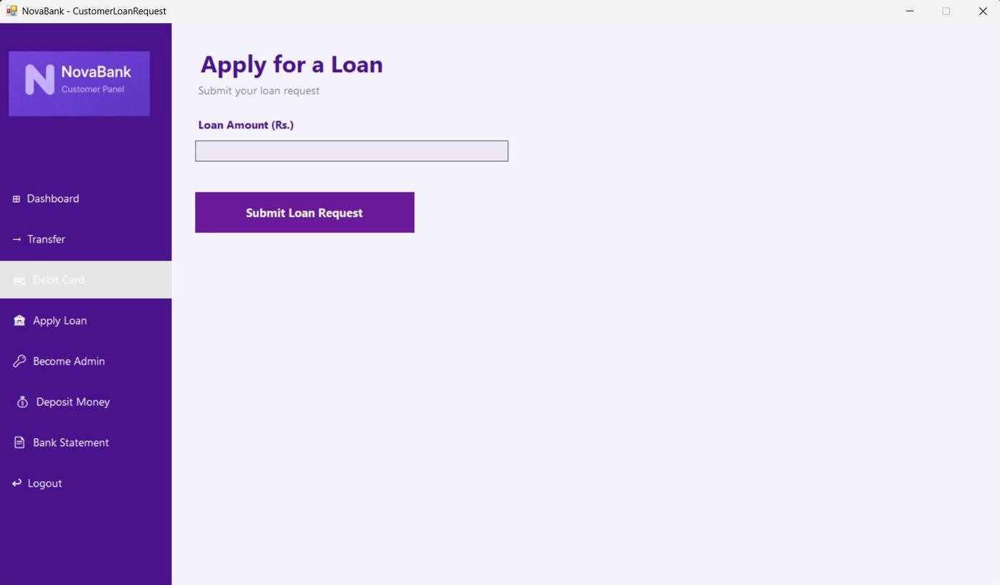 NovaBank - CustomerLoanRequest
NovaBank
Customer Panel
Dashboard
Transfer
Debit Card
Apply Loan
Become Admin
Deposit Money
Bank Statement
Logout
Apply for a Loan
Submit your loan request
Loan Amount (Rs.)
Submit Loan Request